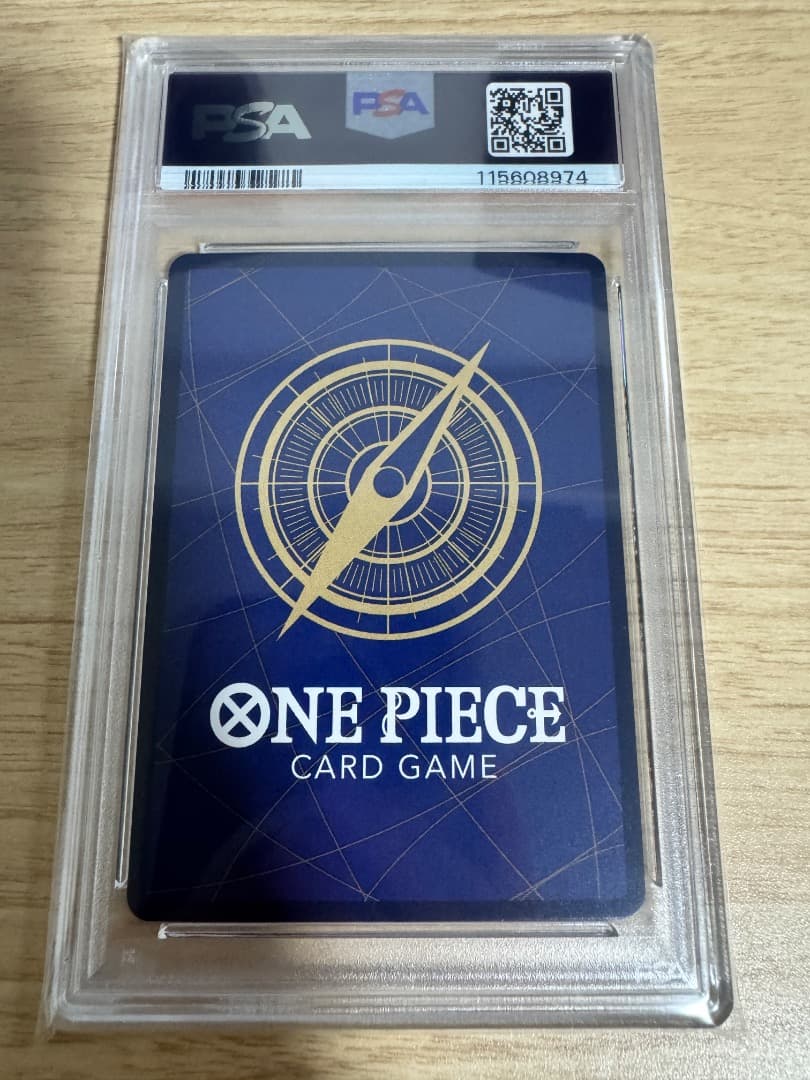 PSA
PSA
115608974
ONE PIECE
CARD GAME